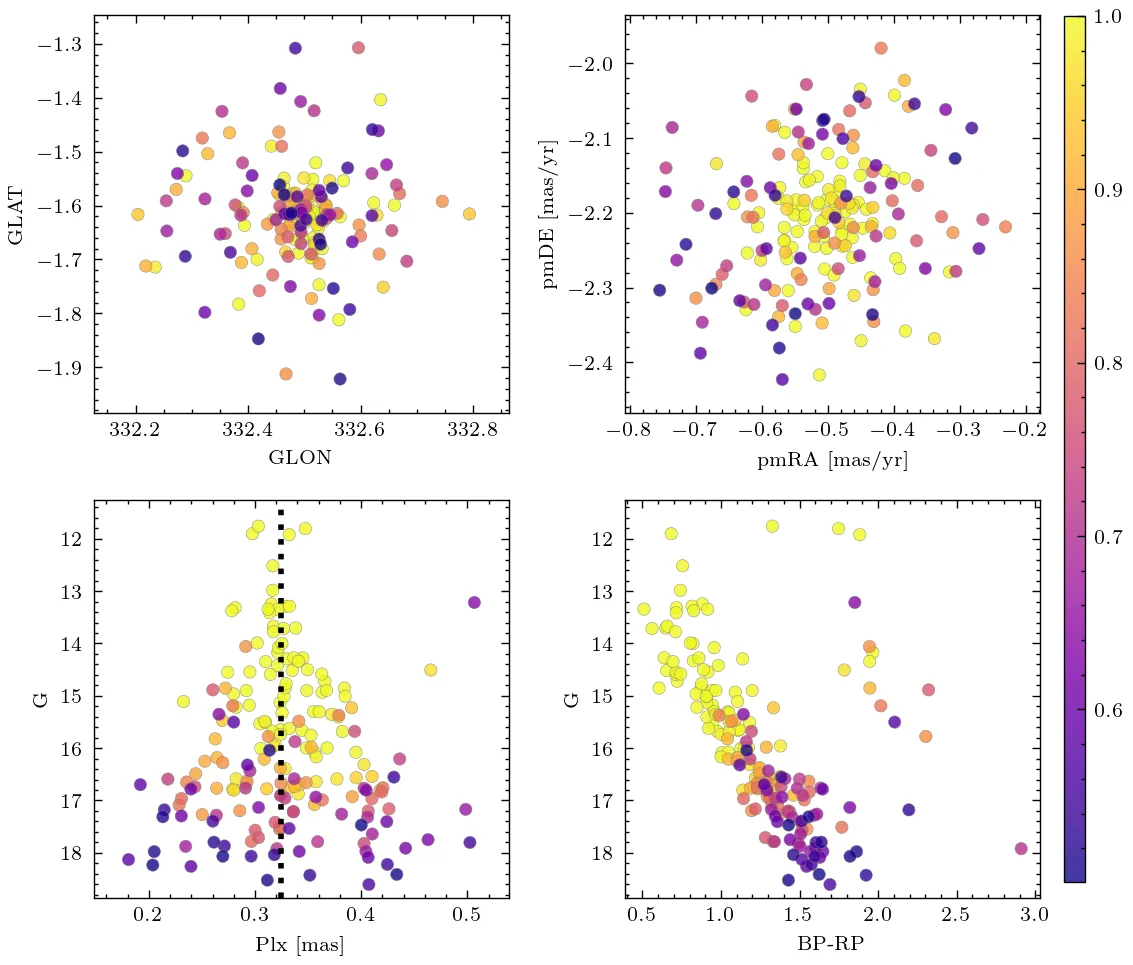 −1.3
−1.4
−1.5
−1.6
−1.7
−1.8
−1.9
GLAT
332.2 332.4 332.6 332.8
GLON
−2.0
−2.1
−2.2
−2.3
−2.4
pmDE [mas/yr]
−0.8 −0.7 −0.6 −0.5 −0.4 −0.3 −0.2
pmRA [mas/yr]
12
13
14
15
16
17
18
G
0.2 0.3 0.4 0.5
Plx [mas]
12
13
14
15
16
17
18
G
0.5 1.0 1.5 2.0 2.5 3.0
BP-RP
1.0
0.9
0.8
0.7
0.6